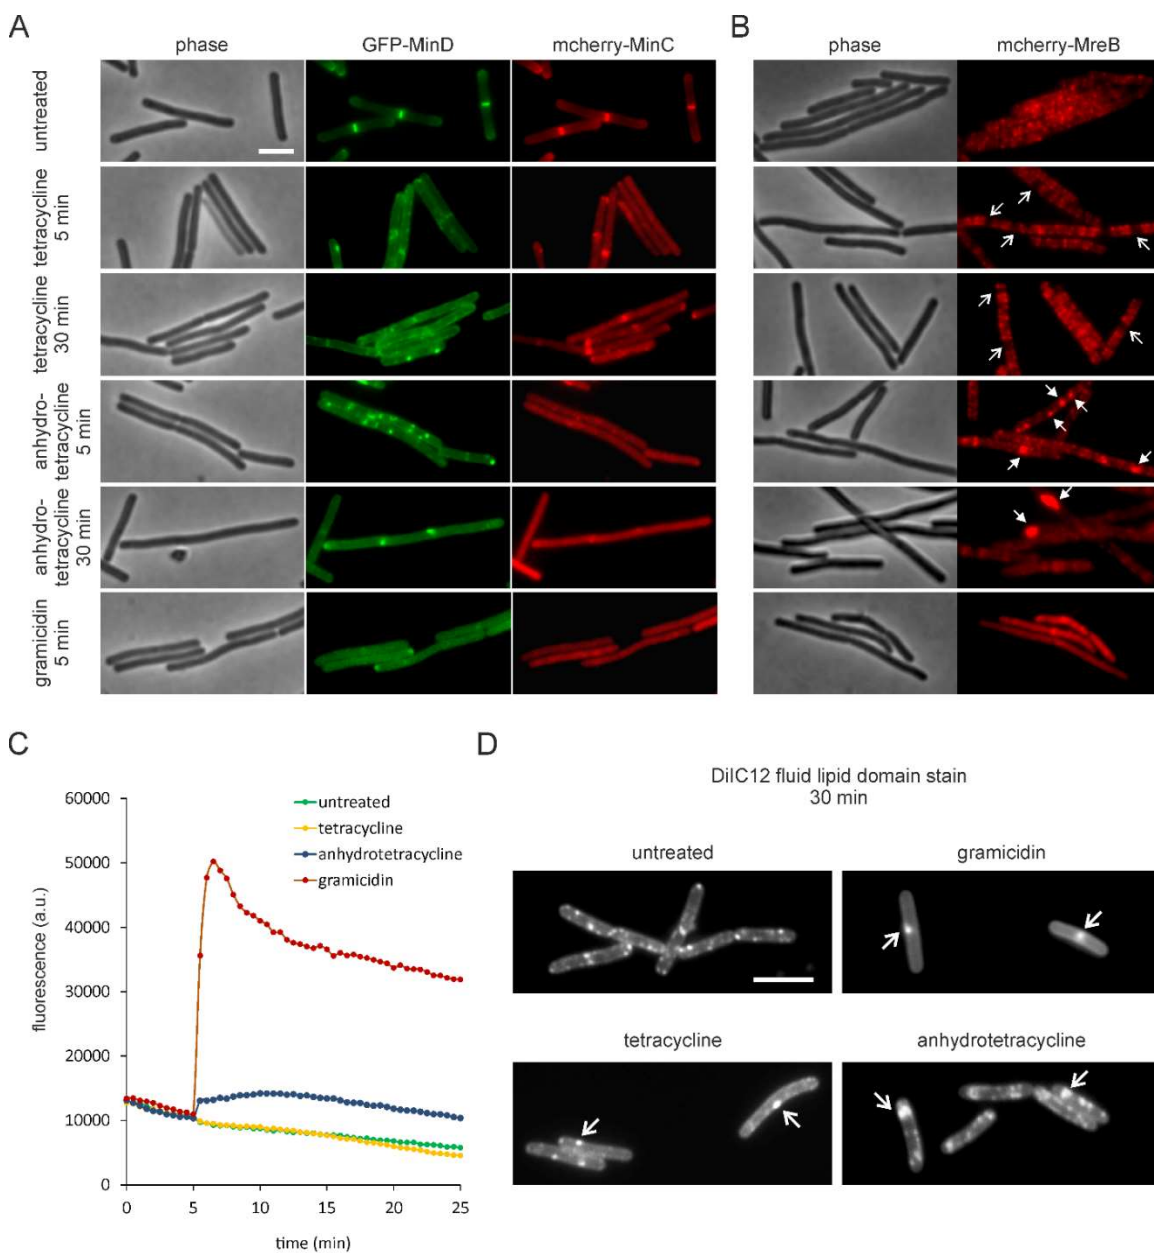 A
phase
GFP-MinD
mcherry-MinC
untreated
tetracycline
5 min
tetracycline
30 min
anhydro-
tetracycline
5 min
anhydro-
tetracycline
30 min
gramicidin
5 min
B
phase
mcherry-MreB
C
60000
50000
40000
30000
20000
10000
0
fluorescence (a.u.)
untreated
tetracycline
anhydrotetracycline
gramicidin
0
5
10
15
20
25
time (min)
D
DiIC12 fluid lipid domain stain
30 min
untreated
gramicidin
tetracycline
anhydrotetracycline